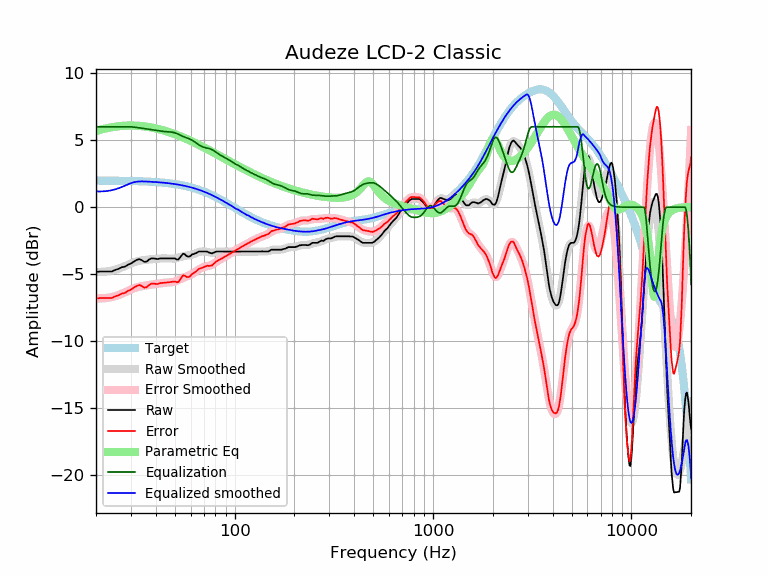 Audeze LCD-2 Classic
10
5
0
−5
−10
−15
−20
Amplitude (dBr)
Target
Raw Smoothed
Error Smoothed
Raw
Error
Parametric Eq
Equalization
Equalized smoothed
100
1000
10000
Frequency (Hz)